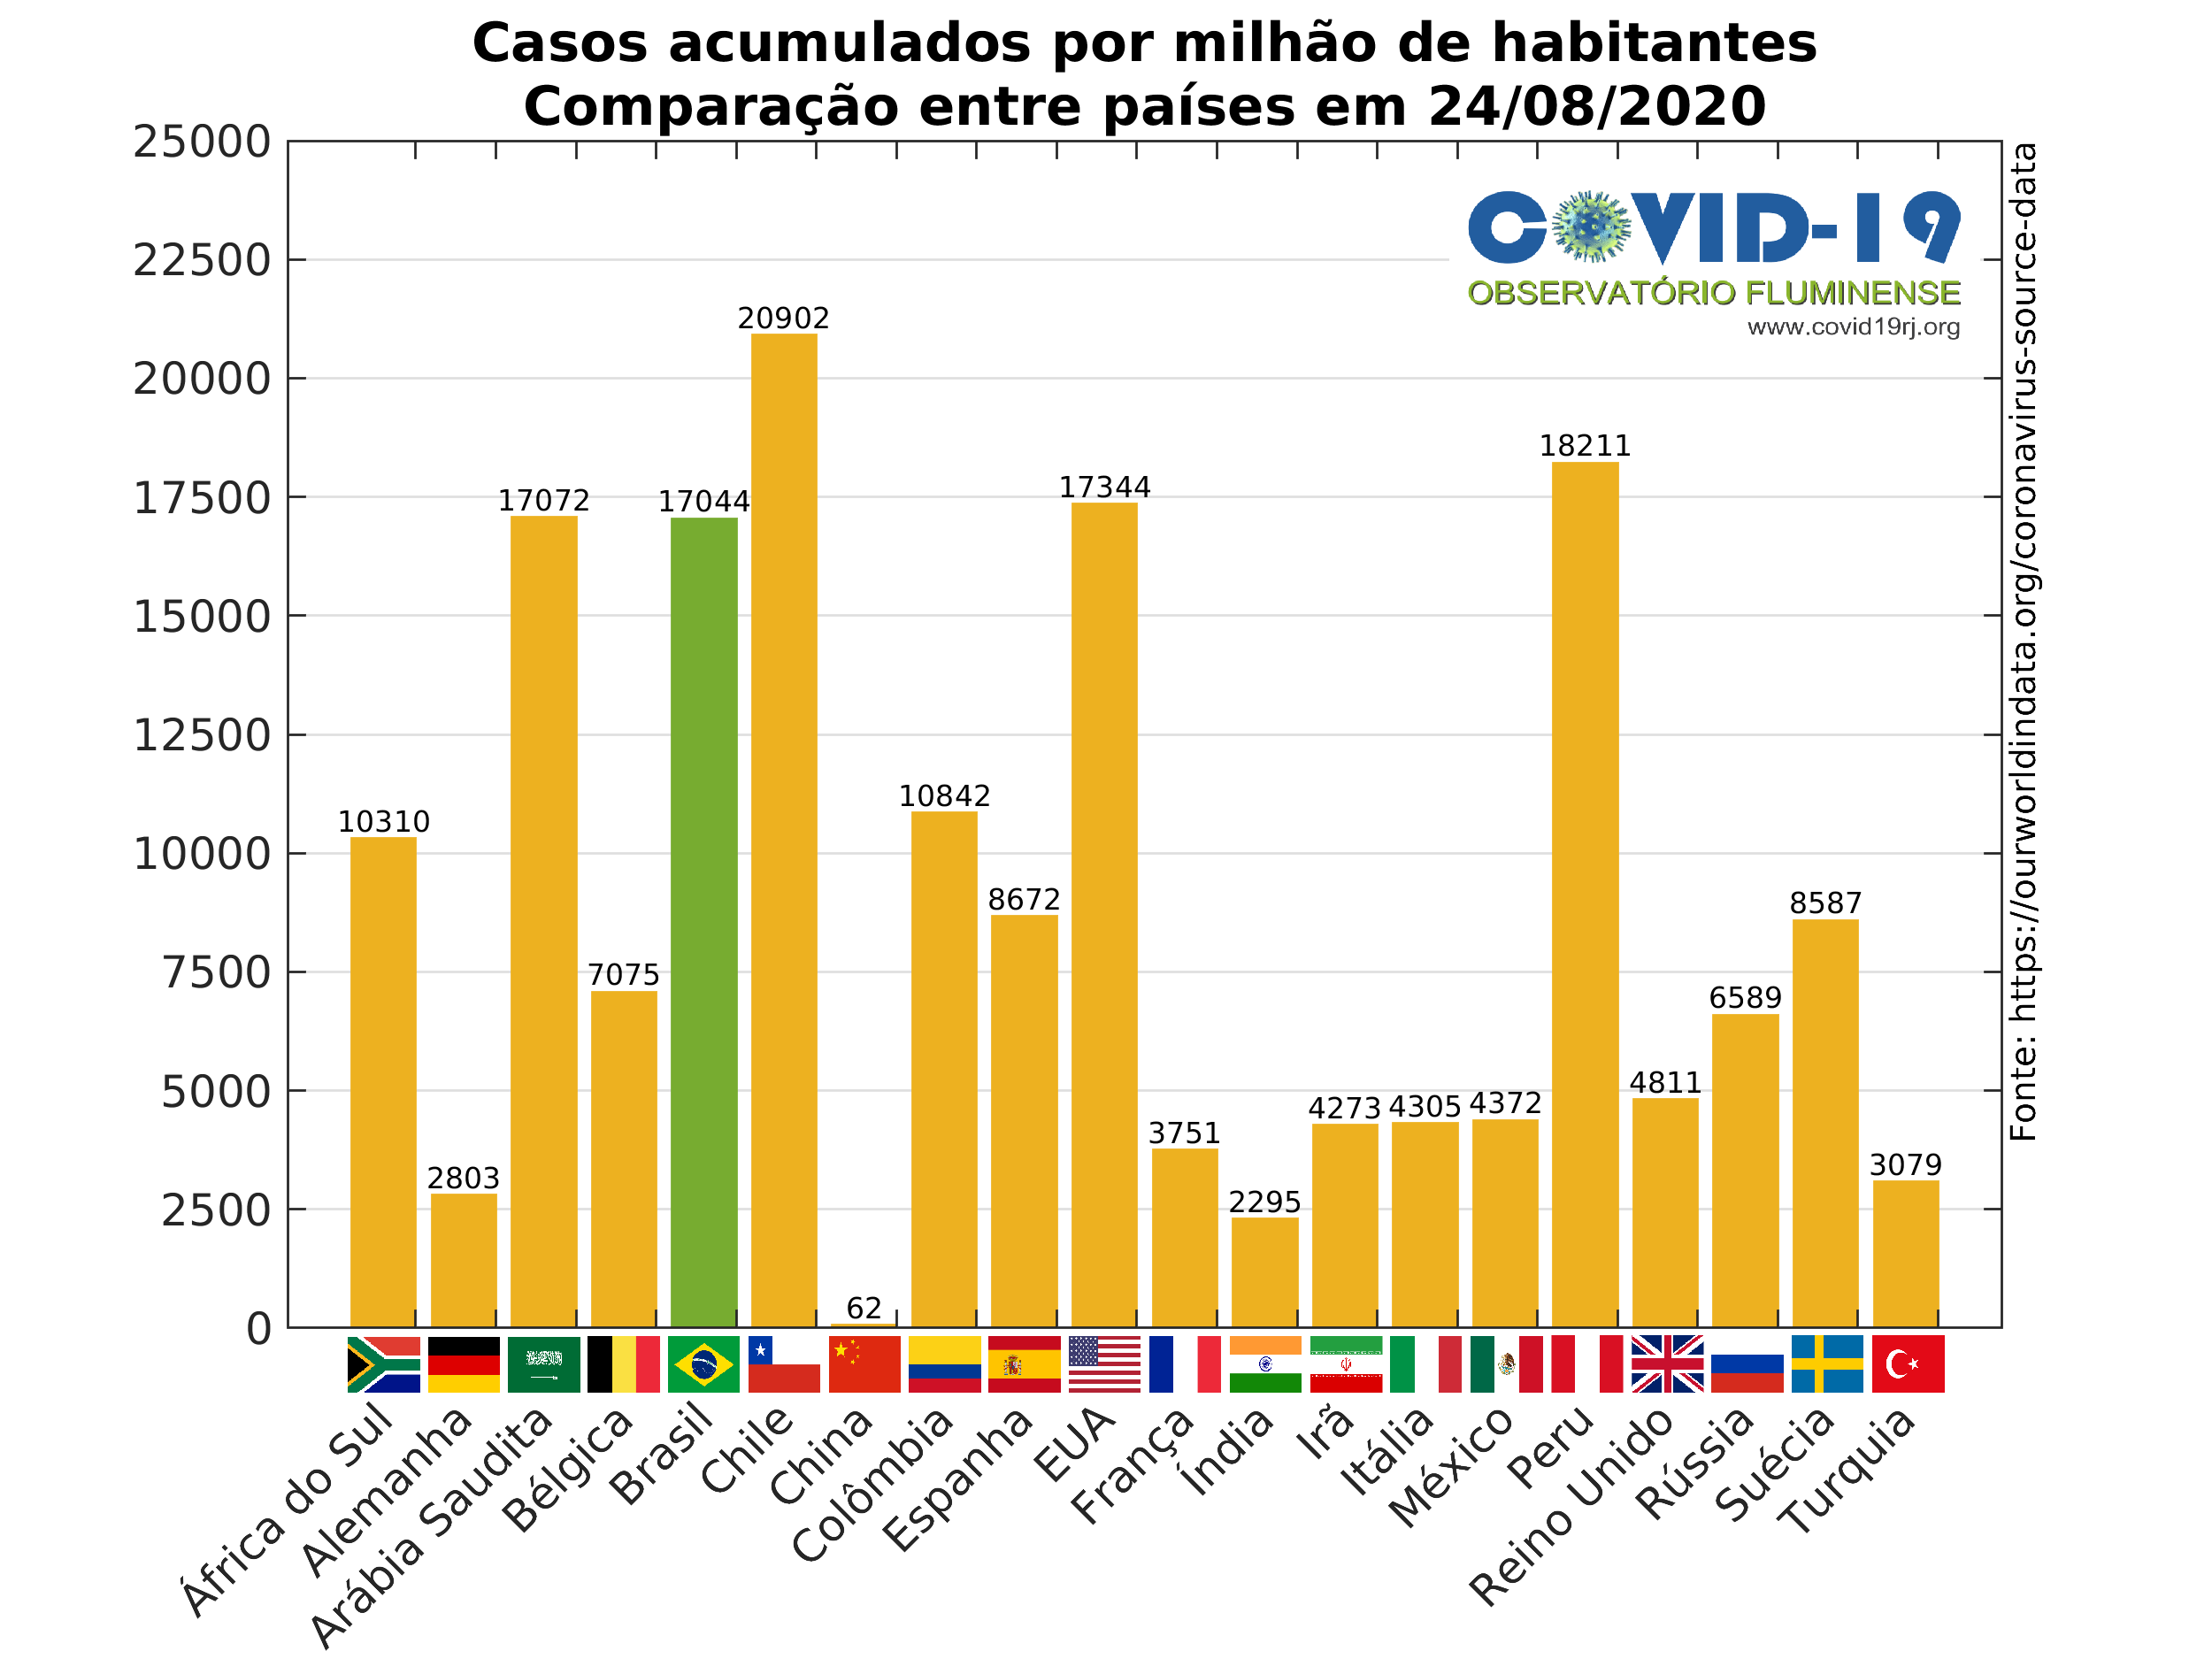 Casos acumulados por milhão de habitantes
Comparação entre países em 24/08/2020
25000
22500
20000
17500
15000
12500
10000
7500
5000
2500
0
COVID-19
OBSERVATÓRIO FLUMINENSE
www.covid19rj.org
Fonte: https://ourworldindata.org/coronavirus-source-data
10310
2803
17072
7075
17044
20902
62
10842
8672
17344
3751
2295
4273
4305
4372
18211
4811
6589
8587
3079
África do Sul
Alemanha
Arábia Saudita
Bélgica
Brasil
Chile
China
Colômbia
Espanha
EUA
França
Índia
Irã
Itália
México
Peru
Reino Unido
Rússia
Suécia
Turquia